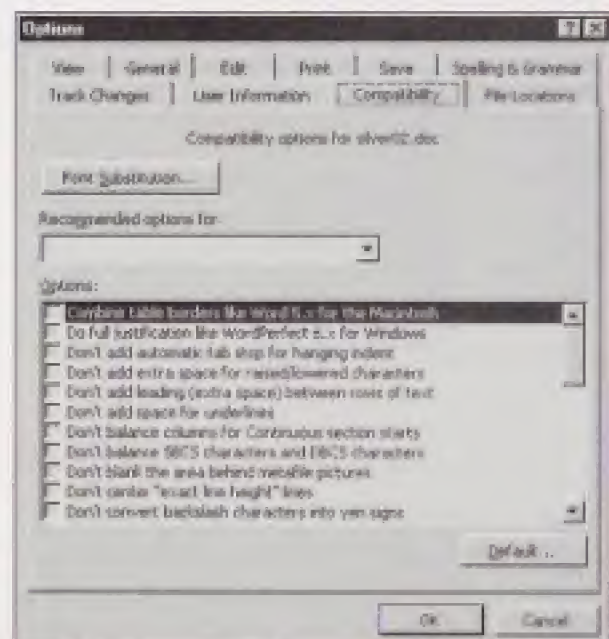 Options
View General Edit Print Save Spelling & Grammar
Track Changes User Information Compatibility File Locations
Compatibility options for silver02.doc
Font Substitution...
Recommended options for
Options:
Combine table borders like Word 5.x for the Macintosh
Do full justification like WordPerfect 6.x for Windows
Don't add automatic tab stop for hanging indent
Don't add extra space for raised/lowered characters
Don't add leading (extra space) between rows of text
Don't add space for underlines
Don't balance columns for Continuous section starts
Don't balance SBCS characters and DBCS characters
Don't blank the area behind metafile pictures
Don't center "exact line height" lines
Don't convert backslash characters into yen signs
Default...
OK Cancel